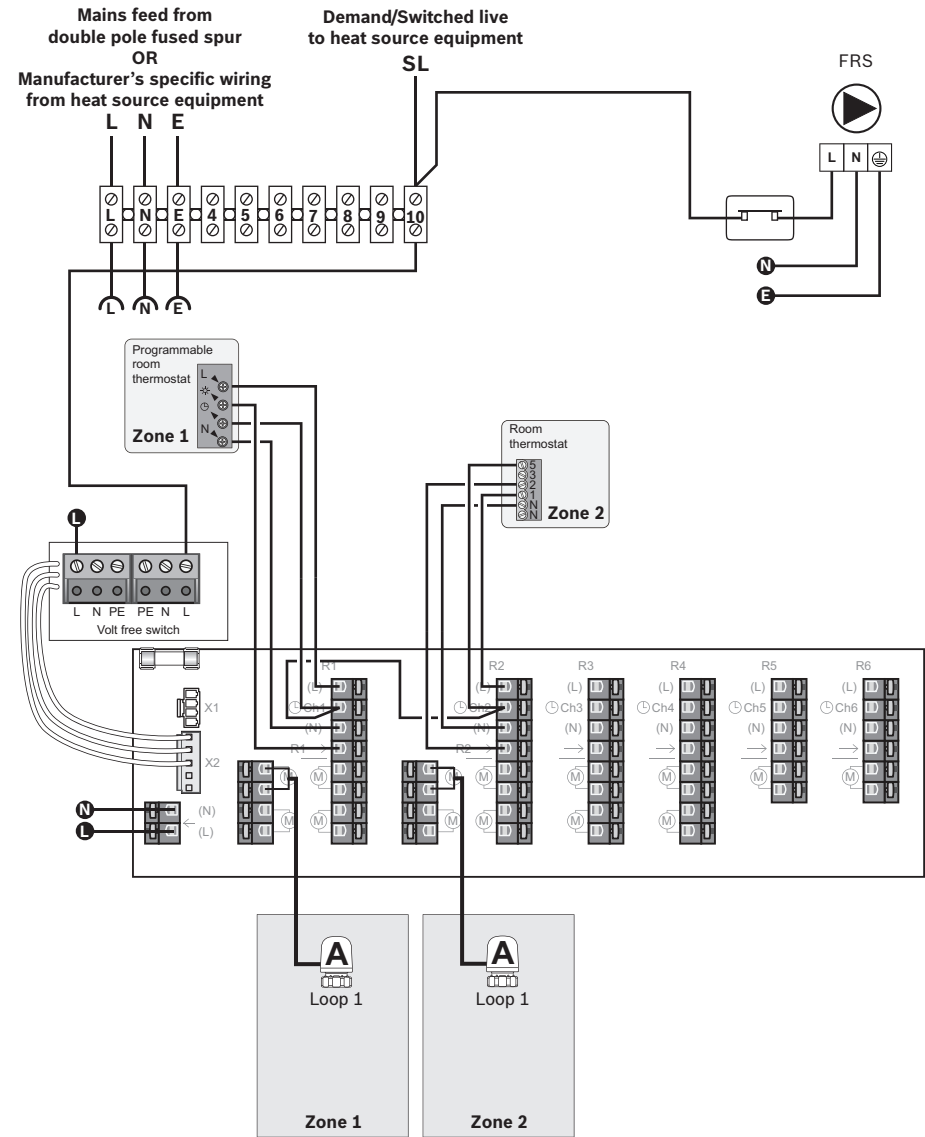 Mains feed from
double pole fused spur
OR
Manufacturer's specific wiring
from heat source equipment
L N E
Demand/Switched live
to heat source equipment
SL
FRS
L N
L N E 4 5 6 7 8 9 10
N
E
L N E
Programmable
room
thermostat
L
N
Zone 1
Room
thermostat
5
3
2
1
N
N
Zone 2
L
L N PE PE N L
Volt free switch
R1 R2 R3 R4 R5 R6
(L) (L) (L) (L) (L) (L)
Ch1 Ch2 Ch3 Ch4 Ch5 Ch6
(N) (N) (N) (N) (N) (N)
R1 R2
X1
X2
M M M M M M M M
M M M M M M
N (N)
L (L)
A A
Loop 1 Loop 1
Zone 1 Zone 2